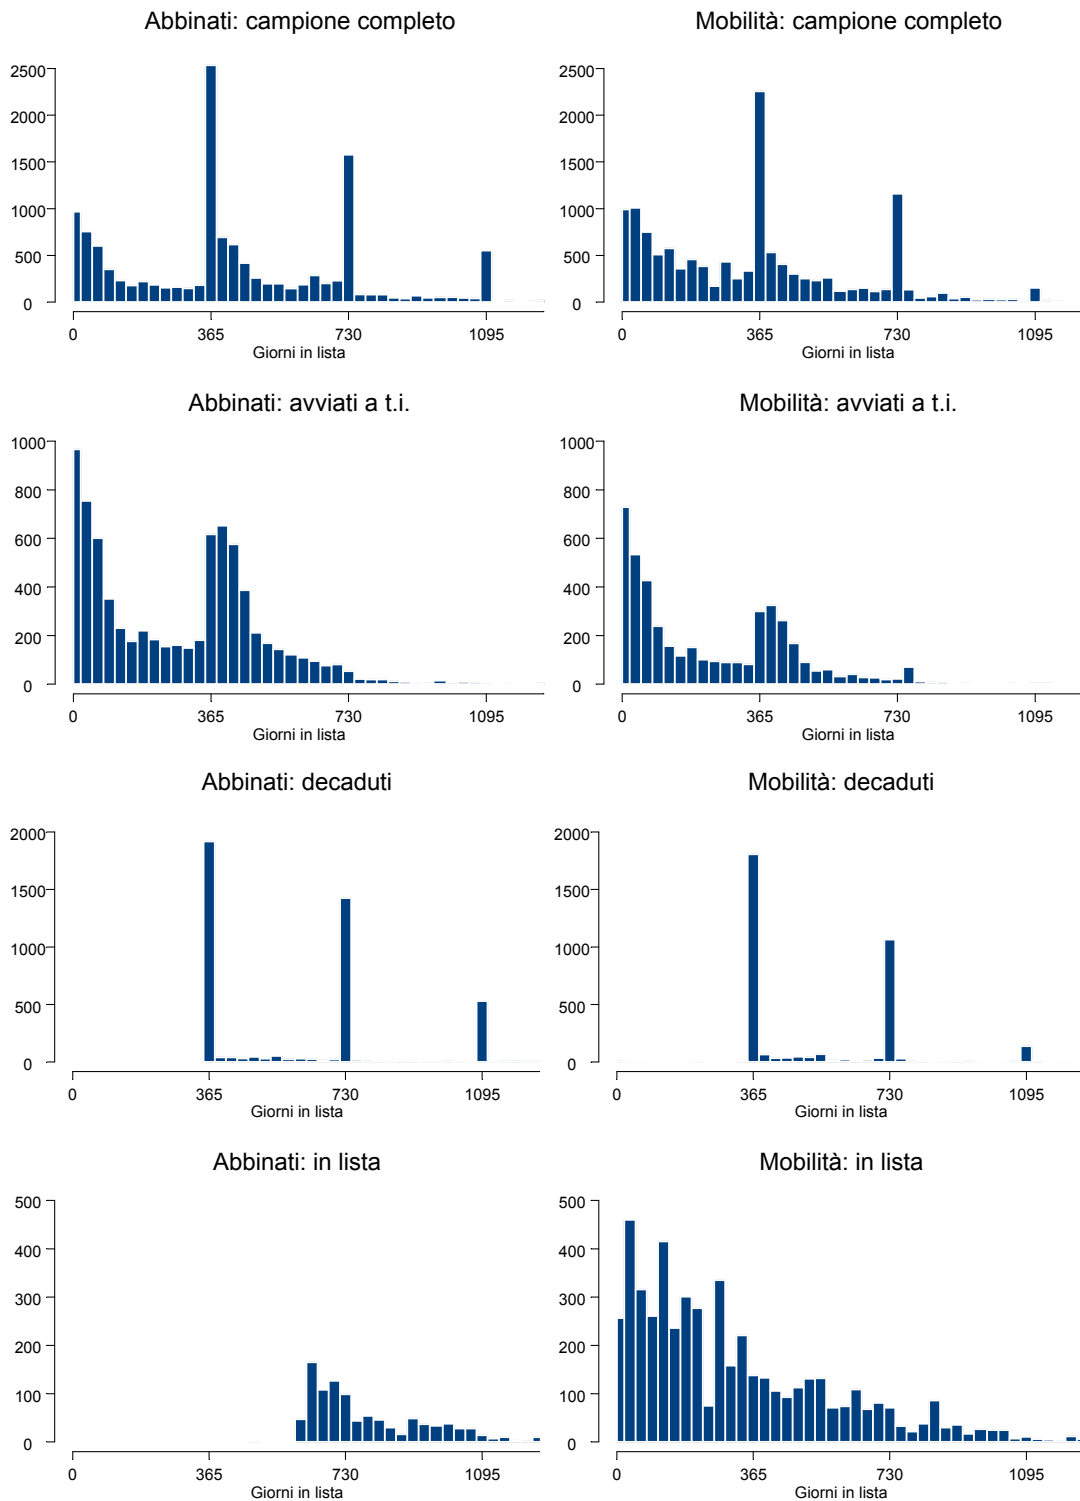 Abbinati: campione completo
2500
2000
1500
1000
500
0
0 365 730 1095
Giorni in lista
Mobilità: campione completo
2500
2000
1500
1000
500
0
0 365 730 1095
Giorni in lista
Abbinati: avviati a t.i.
1000
800
600
400
200
0
0 365 730 1095
Giorni in lista
Mobilità: avviati a t.i.
1000
800
600
400
200
0
0 365 730 1095
Giorni in lista
Abbinati: decaduti
2000
1500
1000
500
0
0 365 730 1095
Giorni in lista
Mobilità: decaduti
2000
1500
1000
500
0
0 365 730 1095
Giorni in lista
Abbinati: in lista
500
400
300
200
100
0
0 365 730 1095
Giorni in lista
Mobilità: in lista
500
400
300
200
100
0
0 365 730 1095
Giorni in lista